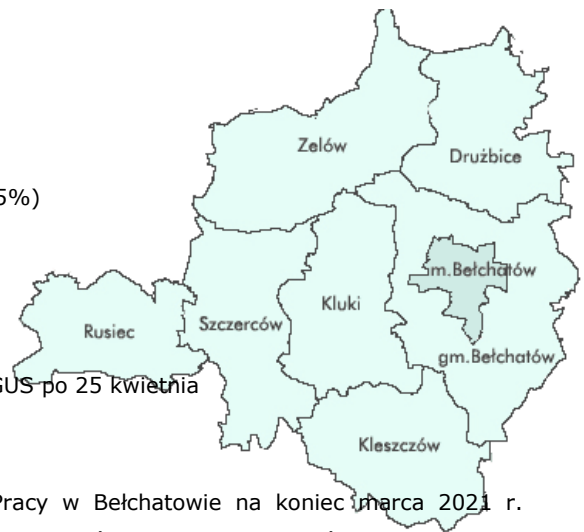 Zelów
Drużbice
5%)
m.Bełchatów
Kluki
Szczerców
Rusiec
gm.Bełchatów
GUS po 25 kwietnia
Kleszczów
Pracy w Bełchatowie na koniec marca 2021 r.